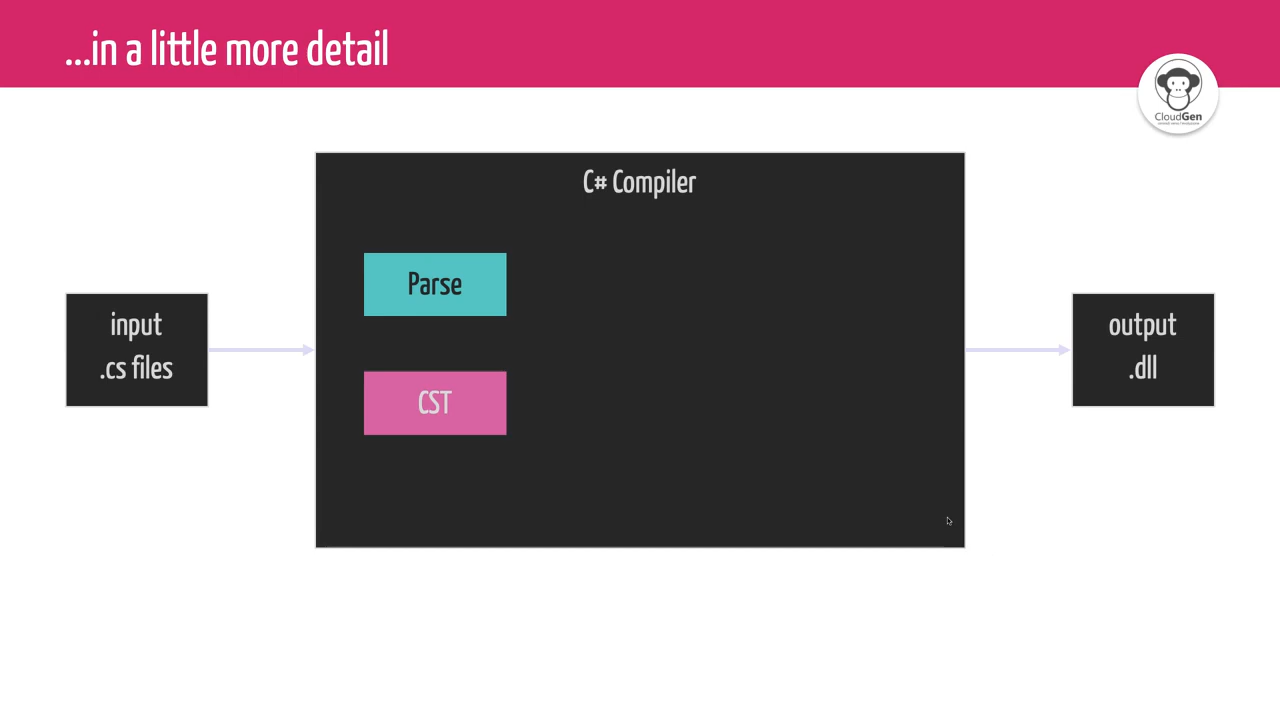 ...in a little more detail
CloudGen
C# Compiler
Parse
input
.cs files
output
.dll
CST